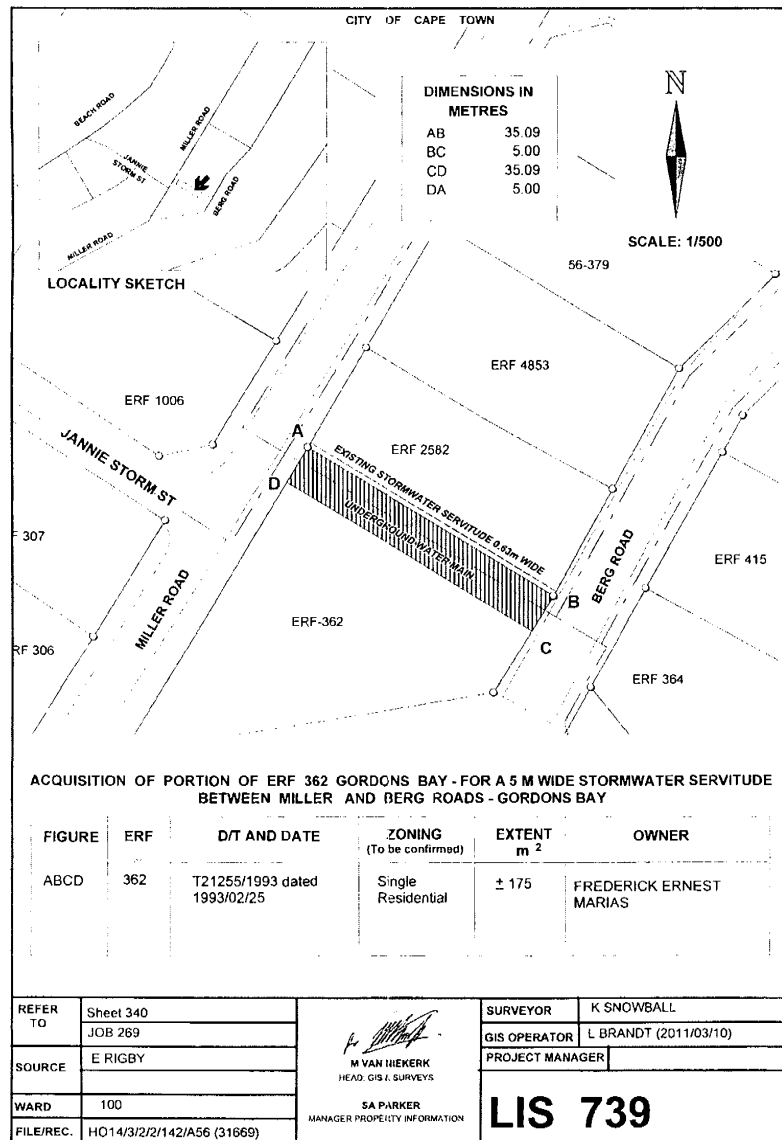 CITY OF CAPE TOWN
BEACH ROAD
MILLER ROAD
JANNIE
STORM ST
BERG ROAD
MILLER ROAD
LOCALITY SKETCH
DIMENSIONS IN
METRES
AB 35.09
BC 5.00
CD 35.09
DA 5.00
N
SCALE: 1/500
56-379
ERF 4853
ERF 1006
JANNIE STORM ST
A
ERF 2582
D
EXISTING STORMWATER SERVITUDE 0.63m WIDE
UNDERGROUND-WATER MAIN
RF 307
MILLER ROAD
BERG ROAD
ERF 415
B
ERF-362
C
RF 306
ERF 364
ACQUISITION OF PORTION OF ERF 362 GORDONS BAY - FOR A 5 M WIDE STORMWATER SERVITUDE
BETWEEN MILLER AND BERG ROADS - GORDONS BAY
FIGURE ERF D/T AND DATE ZONING EXTENT OWNER
(To be confirmed) m 2
ABCD 362 T21255/1993 dated Single ± 175 FREDERICK ERNEST
1993/02/25 Residential MARIAS
REFER TO Sheet 340
JOB 269
SOURCE E RIGBY
WARD 100
FILE/REC. HO14/3/2/2/142/A56 (31669)
M VAN NIEKERK
HEAD: GIS & SURVEYS
SA PARKER
MANAGER PROPERTY INFORMATION
SURVEYOR K SNOWBALL
GIS OPERATOR L BRANDT (2011/03/10)
PROJECT MANAGER
LIS 739